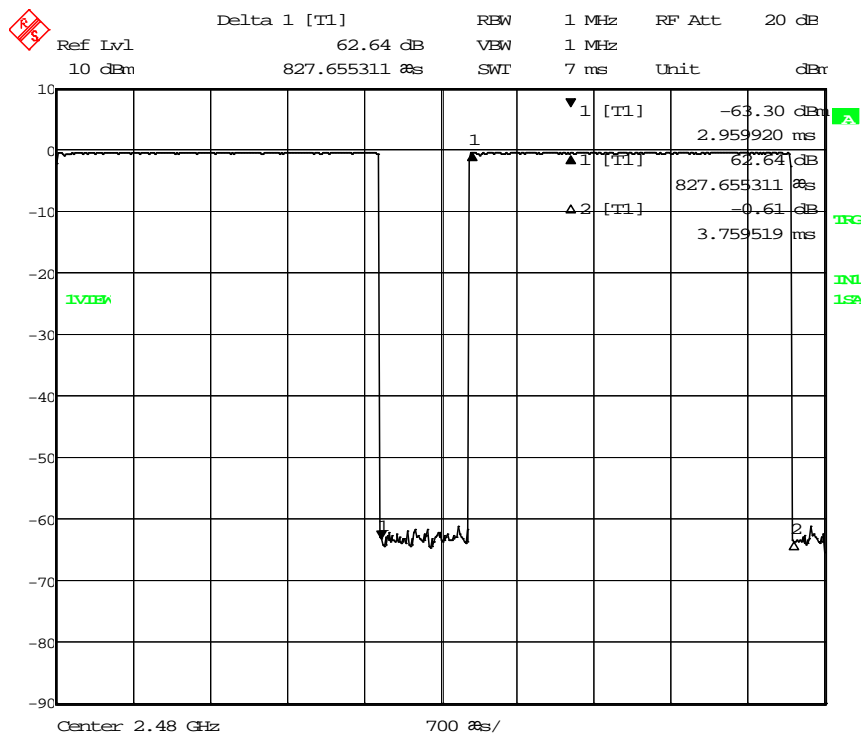 R
S
Delta 1 [T1] RBW 1 MHz RF Att 20 dB
Ref Lvl 62.64 dB VBW 1 MHz
10 dBm 827.655311 æs SWT 7 ms Unit dBm
10
▼1 [T1] -63.30 dBm
A
2.959920 ms
1
0
▲1 [T1] 62.64 dB
827.655311 æs
-10
△2 [T1] -0.61 dB
TRG
3.759519 ms
-20
IN1
1VIEW
1SA
-30
-40
-50
-60
1
2
-70
-80
-90
Center 2.48 GHz 700 æs/